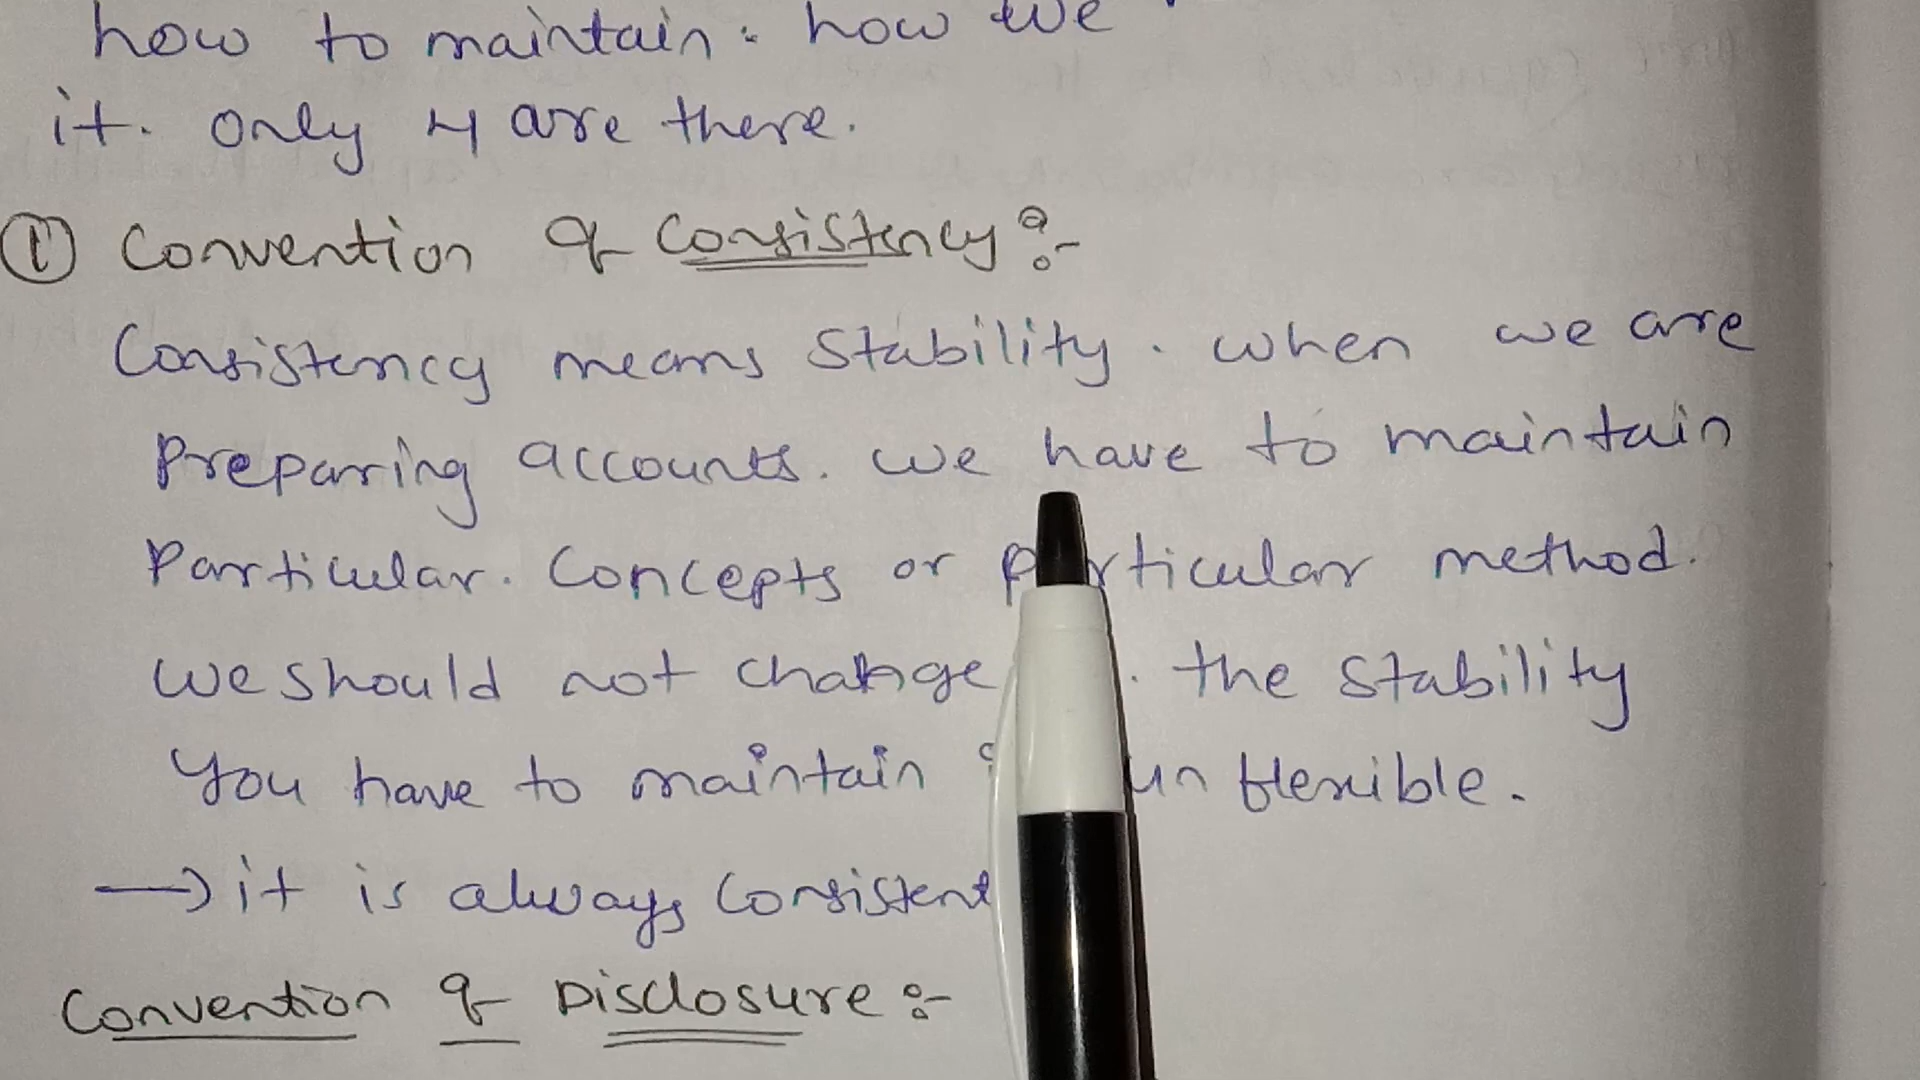 how to maintain. how we
it. only 4 are there.
① Convention of Consistency :-
Consistency means Stability. when we are
Preparing accounts. we have to maintain
Particular. Concepts or particular method.
we should not change . the Stability
You have to maintain un flexible.
→ it is always Consistent
Convention of Disclosure :-